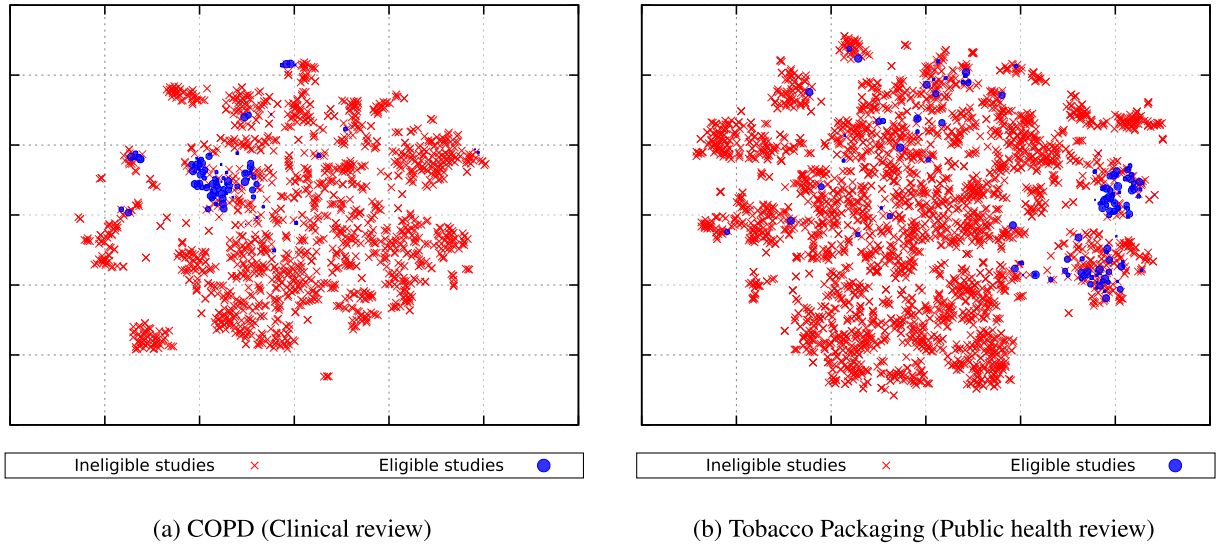 Ineligible studies
Eligible studies
Ineligible studies
Eligible studies
(a) COPD (Clinical review)
(b) Tobacco Packaging (Public health review)